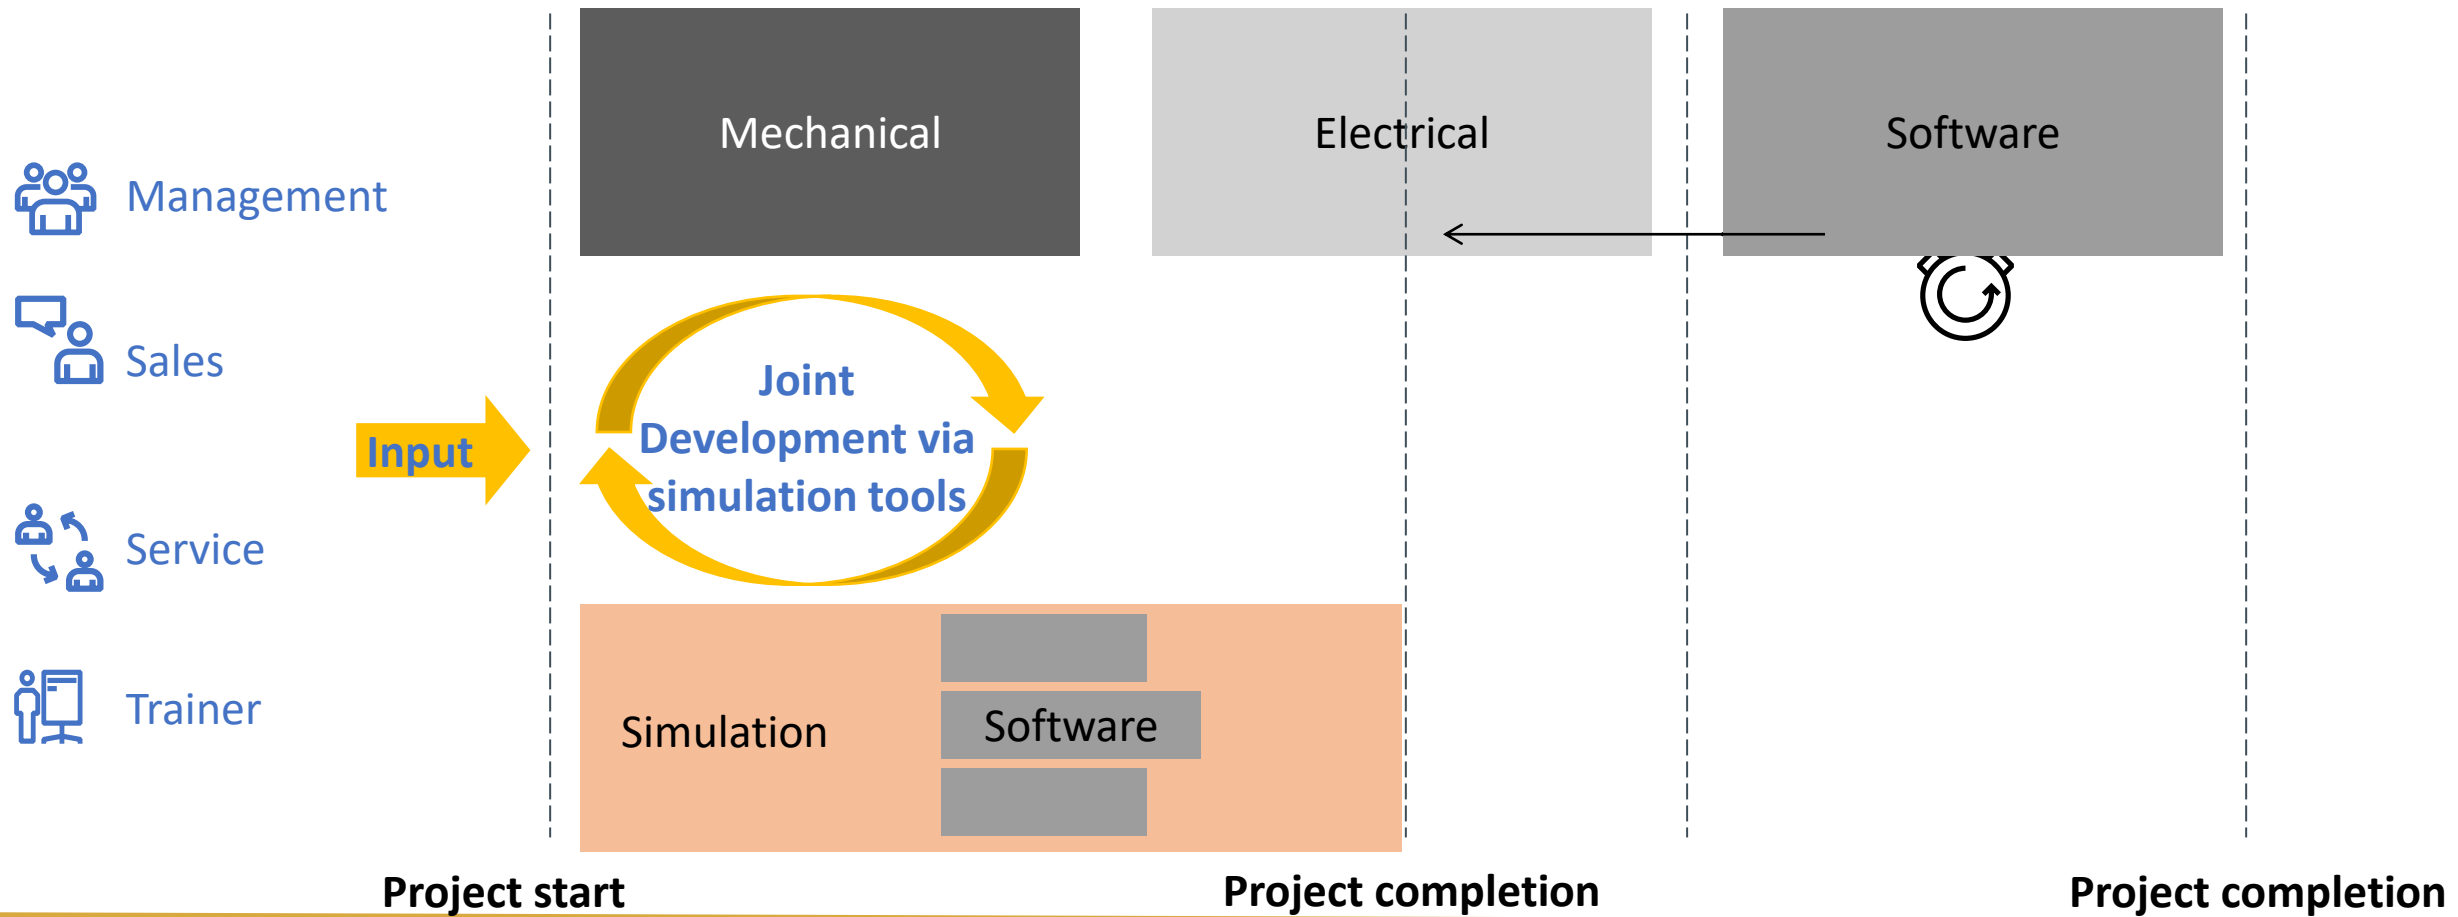 Mechanical
Electrical
Software
Management
Sales
Service
Trainer
Input
Joint
Development via
simulation tools
Simulation
Software
Project start
Project completion
Project completion